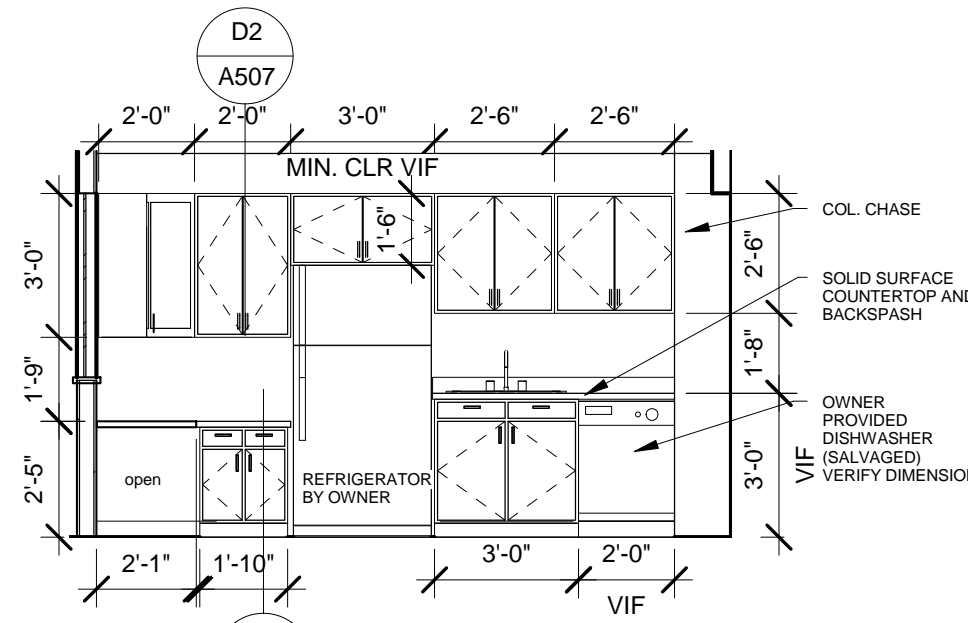 D2
A507
2'-0" 2'-0" 3'-0" 2'-6" 2'-6"
MIN. CLR VIF
1'-6"
3'-0"
1'-9"
2'-5"
COL. CHASE
2'-6"
SOLID SURFACE
COUNTERTOP AND
BACKSPASH
1'-8"
OWNER
PROVIDED
DISHWASHER
(SALVAGED)
VERIFY DIMENSION
3'-0"
VIF
open
REFRIGERATOR
BY OWNER
2'-1" 1'-10" 3'-0" 2'-0"
VIF